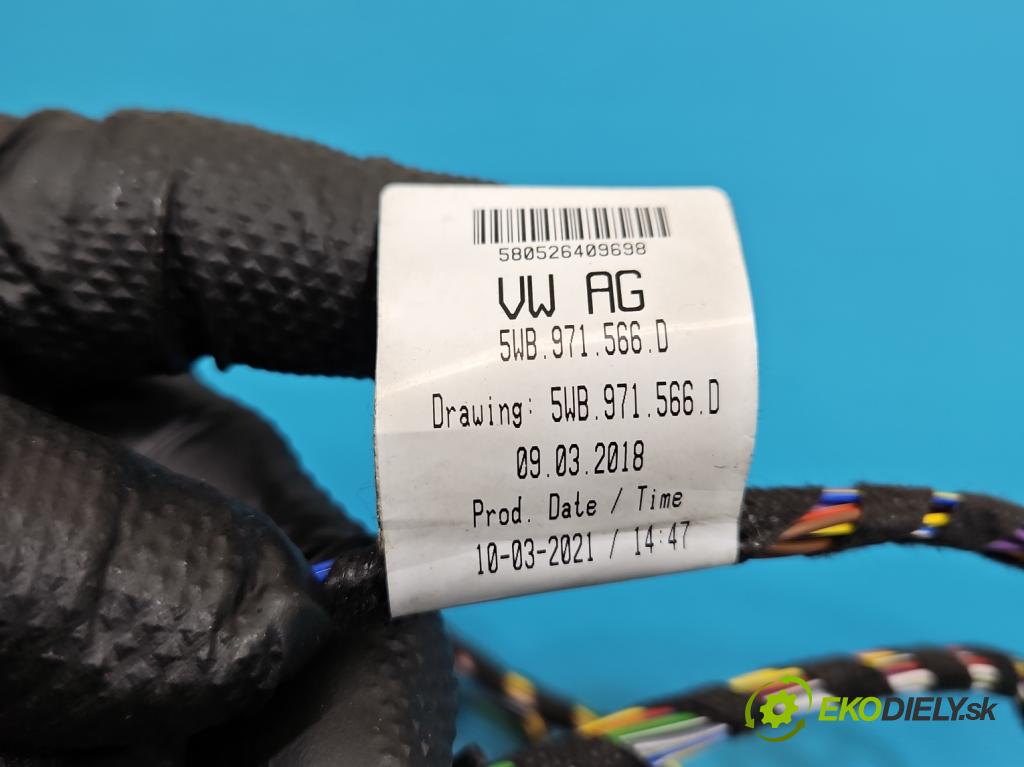 580526409698
VW AG
5WB.971.566.D
Drawing: 5WB.971.566.D
09.03.2018
Prod. Date / Time
10-03-2021 / 14:47
EKODIELY.sk